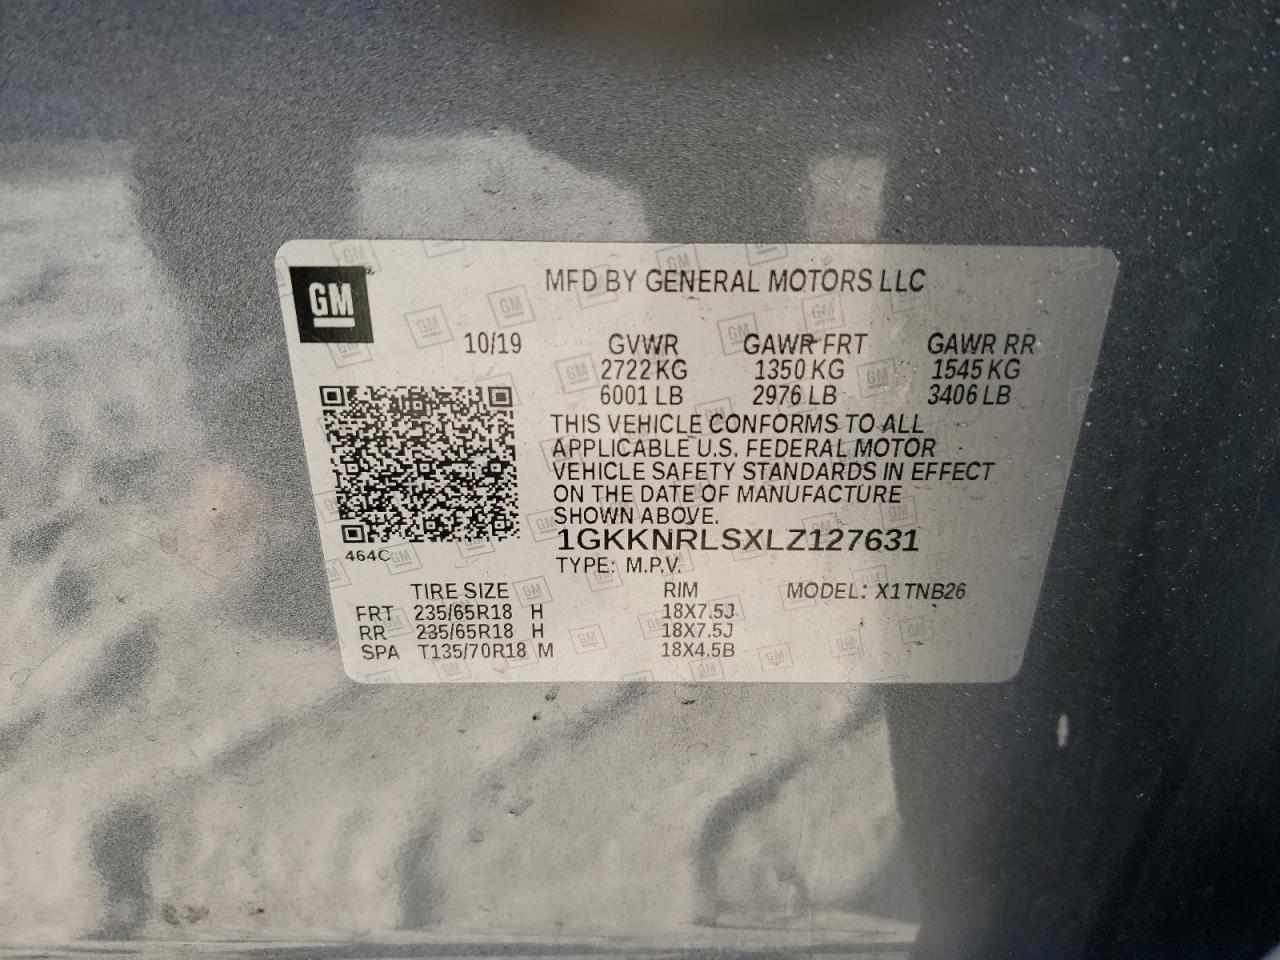 GM
MFD BY GENERAL MOTORS LLC
10/19 GVWR GAWR FRT GAWR RR
2722 KG 1350 KG 1545 KG
6001 LB 2976 LB 3406 LB
THIS VEHICLE CONFORMS TO ALL
APPLICABLE U.S. FEDERAL MOTOR
VEHICLE SAFETY STANDARDS IN EFFECT
ON THE DATE OF MANUFACTURE
SHOWN ABOVE.
1GKKNRLSXLZ127631
464C
TYPE: M.P.V.
TIRE SIZE RIM MODEL: X1TNB26
FRT 235/65R18 H 18X7.5J
RR 235/65R18 H 18X7.5J
SPA T135/70R18 M 18X4.5B